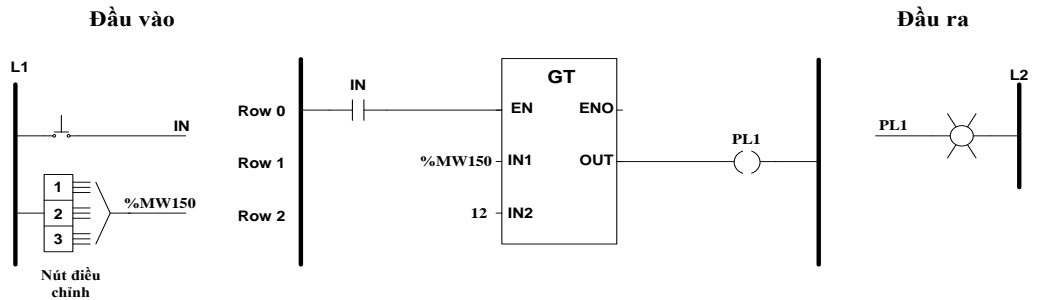 Đầu vào
Đầu ra
L1
L2
GT
IN
Row 0
EN
ENO
IN
PL1
PL1
Row 1
%MW150
IN1
OUT
1
2
3
%MW150
Row 2
12
IN2
Nút điều
chỉnh